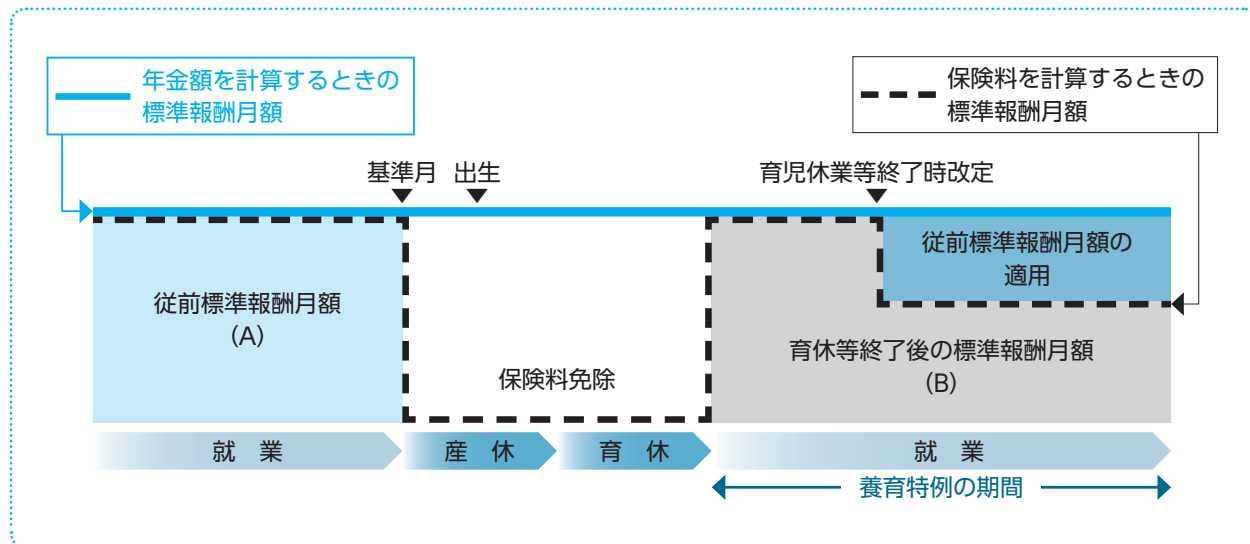 年金額を計算するときの
標準報酬月額
保険料を計算するときの
標準報酬月額
基準月
出生
育児休業等終了時改定
従前標準報酬月額
(A)
保険料免除
従前標準報酬月額の
適用
育休等終了後の標準報酬月額
(B)
就 業
産 休
育 休
就 業
養育特例の期間